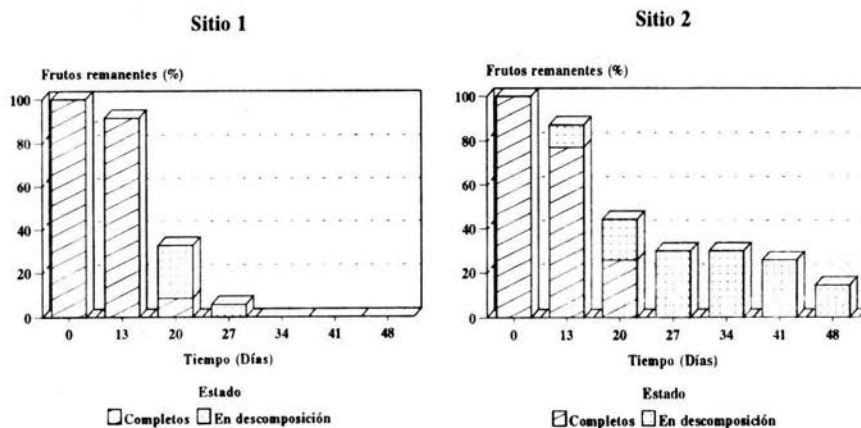 Sitio 1
Frutos remanentes (%)
100
80
60
40
20
0
0 13 20 27 34 41 48
Tiempo (Días)
Estado
Completos En descomposición
Sitio 2
Frutos remanentes (%)
100
80
60
40
20
0
0 13 20 27 34 41 48
Tiempo (Días)
Estado
Completos En descomposición